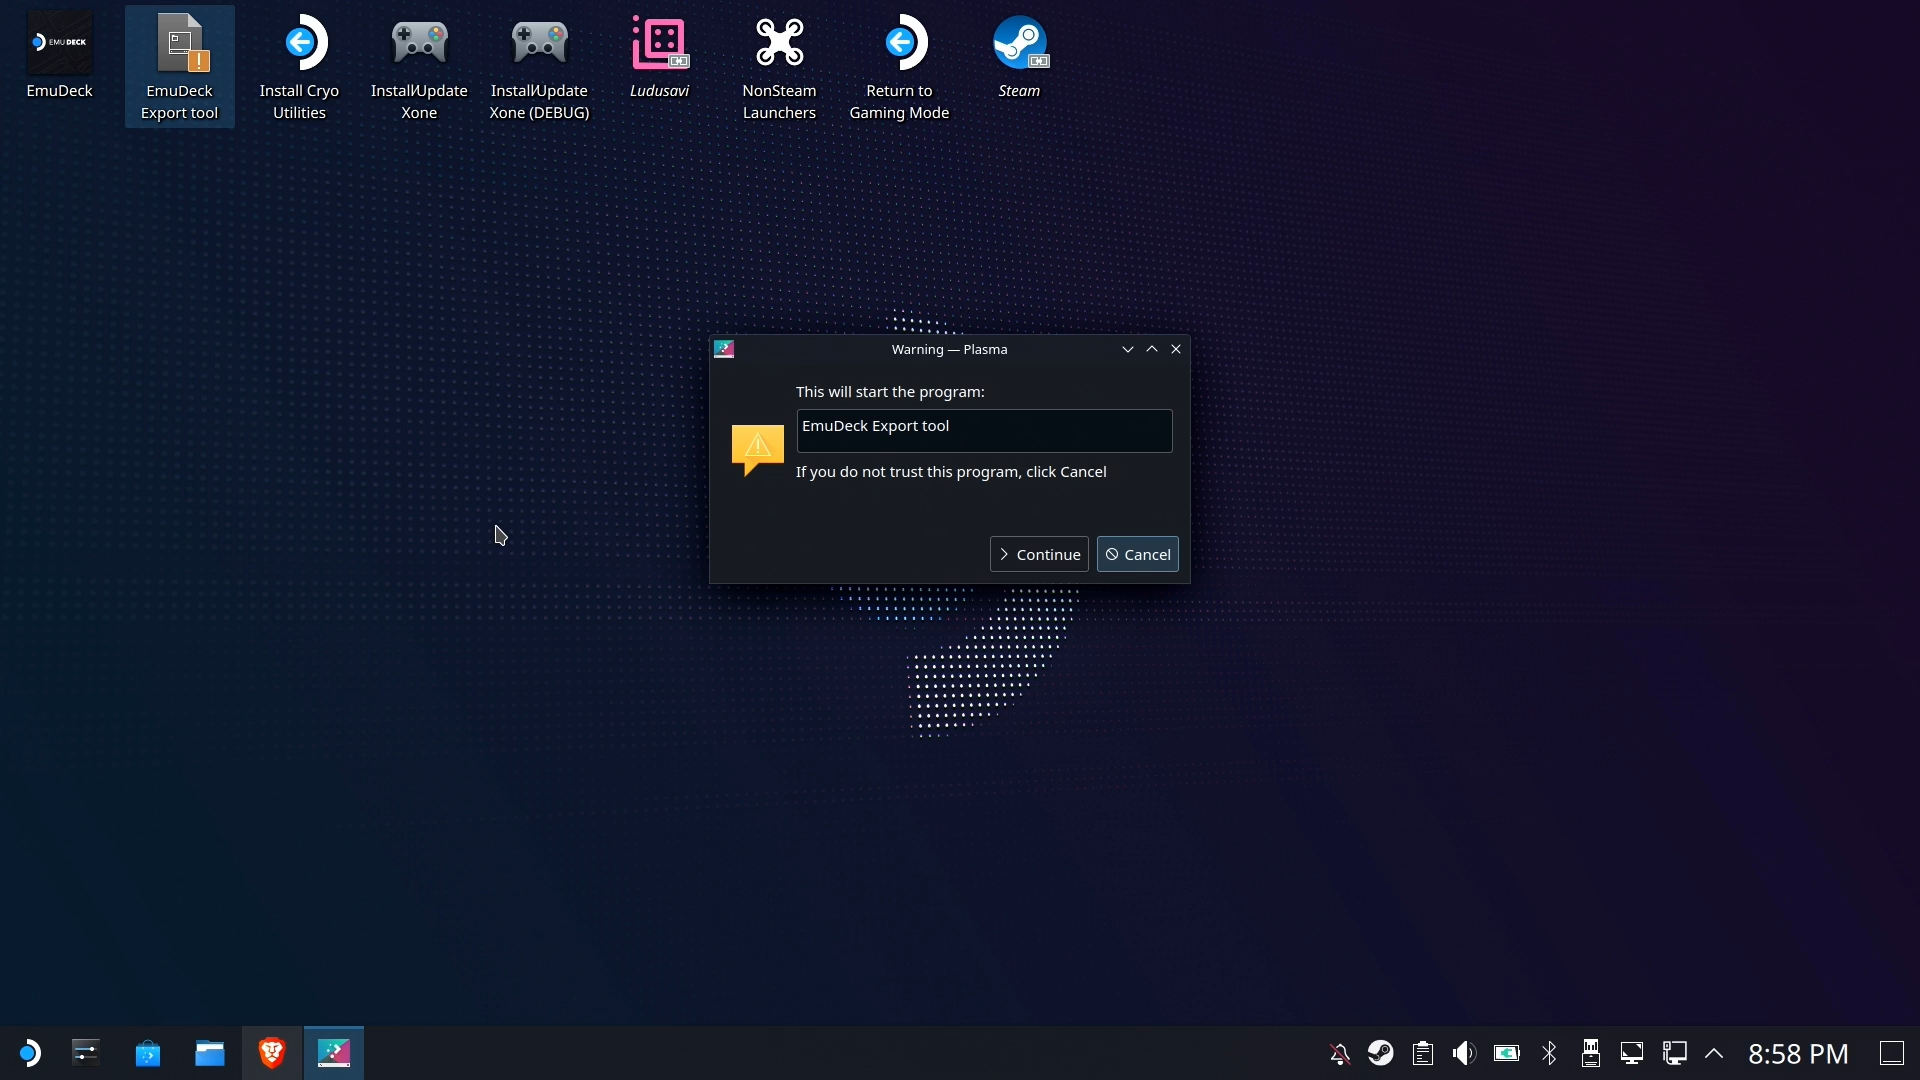 EMUDECK
EmuDeck
EmuDeck
Export tool
Install Cryo
Utilities
Install/Update
Xone
Install/Update
Xone (DEBUG)
Ludusavi
NonSteam
Launchers
Return to
Gaming Mode
Steam
Warning — Plasma
This will start the program:
EmuDeck Export tool
If you do not trust this program, click Cancel
Continue
Cancel
8:58 PM